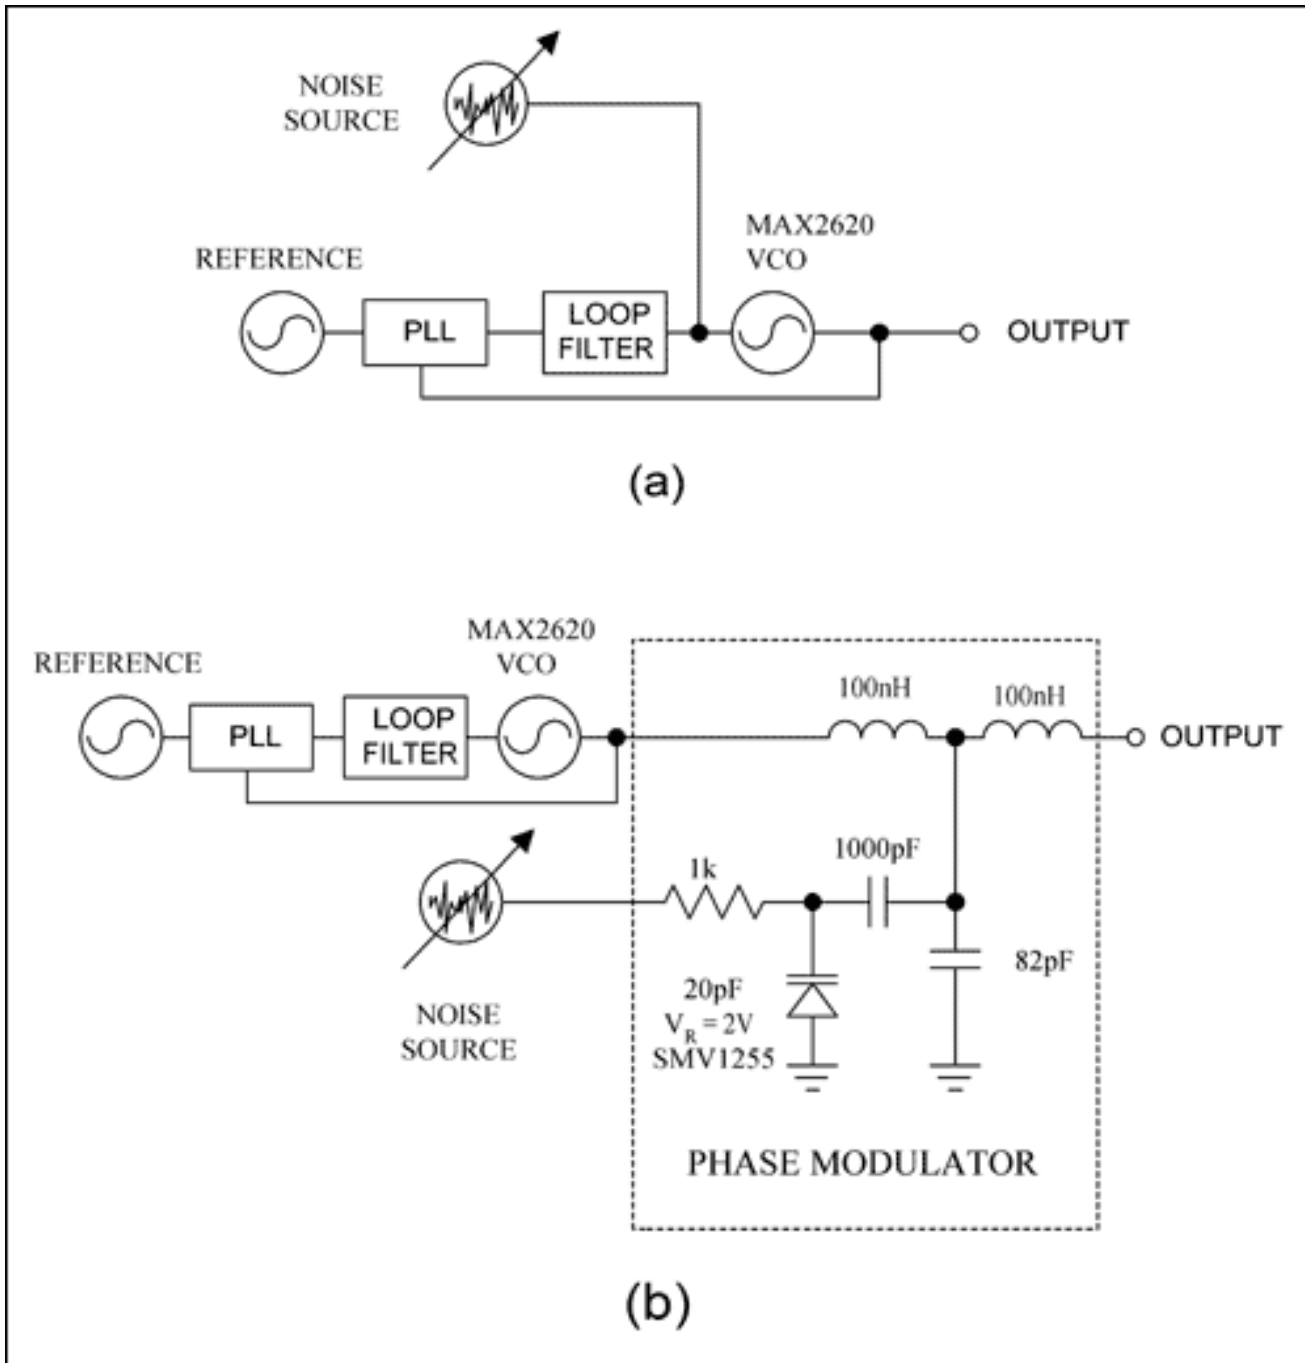 NOISE
SOURCE
MAX2620
VCO
REFERENCE
PLL
LOOP
FILTER
OUTPUT
(a)
MAX2620
VCO
REFERENCE
PLL
LOOP
FILTER
100nH
100nH
OUTPUT
1000pF
1k
82pF
20pF
VR = 2V
SMV1255
NOISE
SOURCE
PHASE MODULATOR
(b)